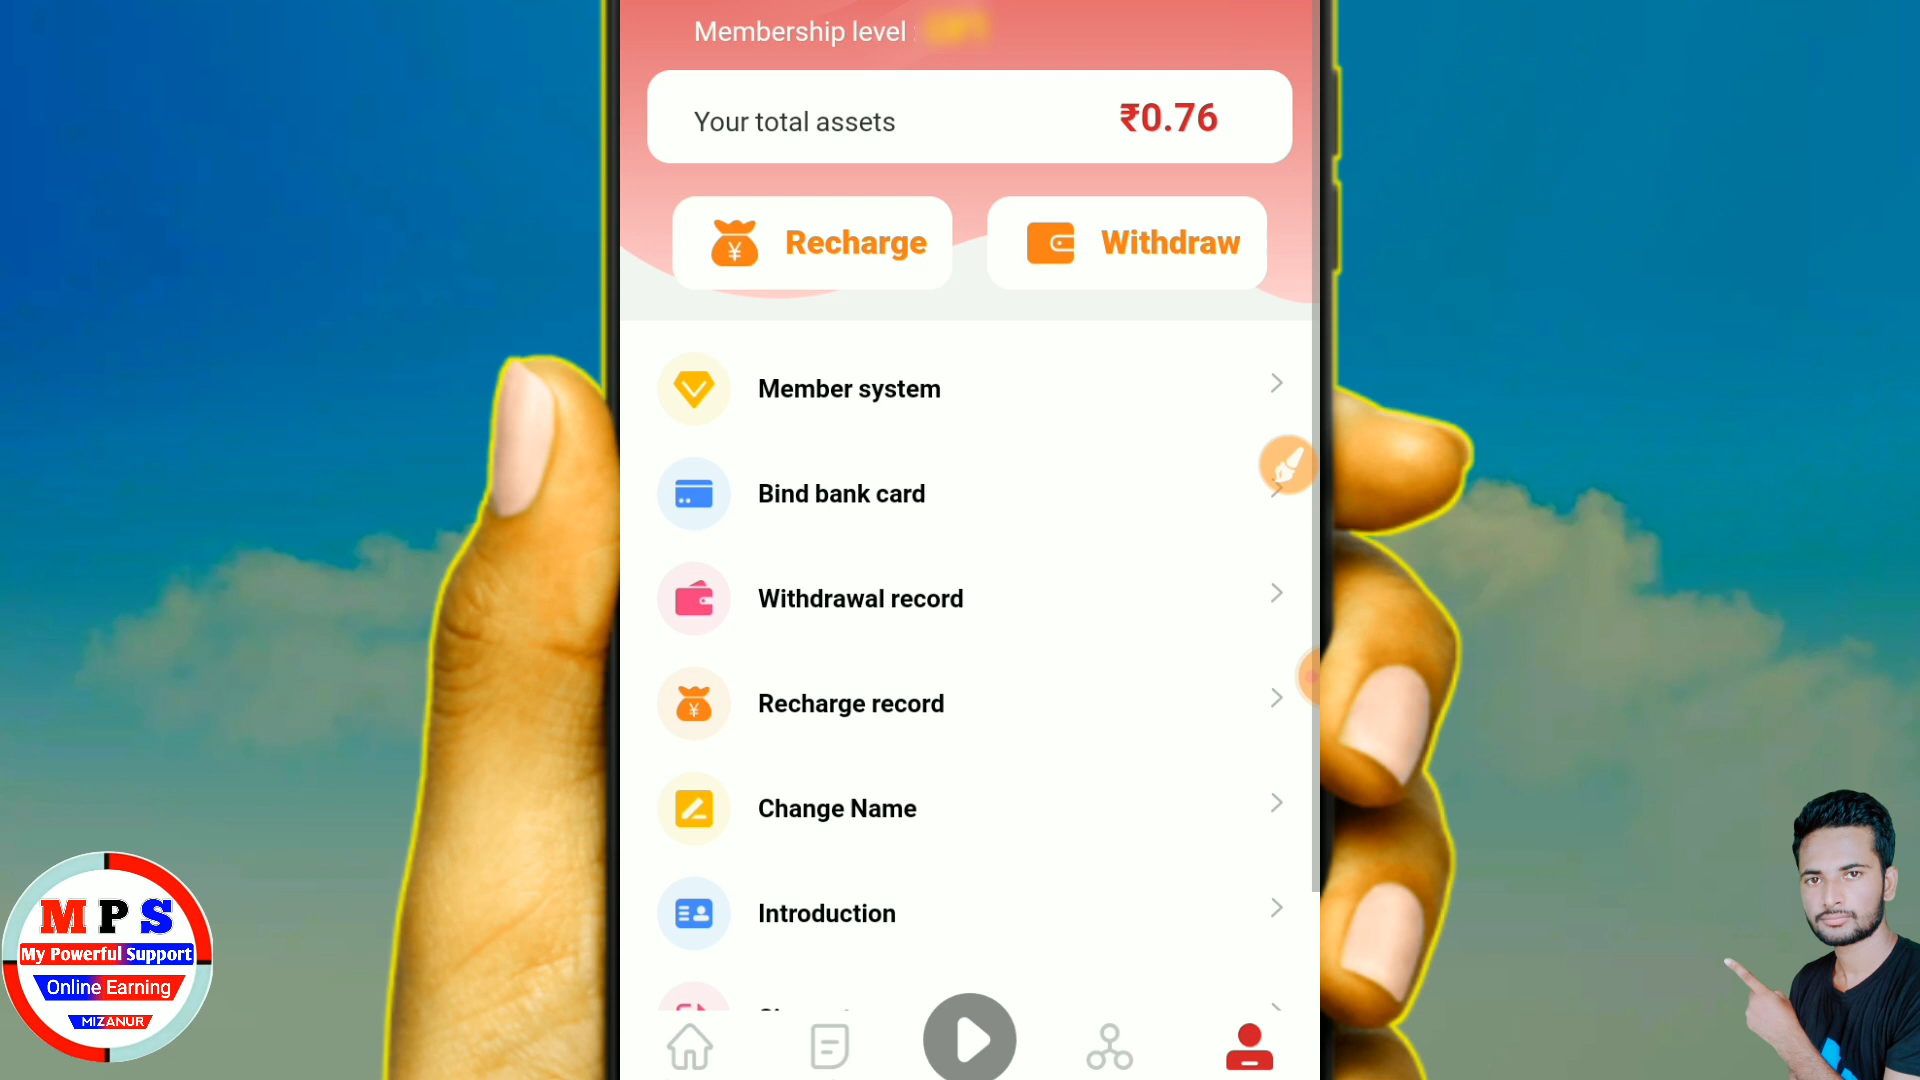 Membership level :
Your total assets
₹0.76
Recharge
Withdraw
Member system
Bind bank card
Withdrawal record
Recharge record
Change Name
Introduction
M P S
My Powerful Support
Online Earning
MIZANUR